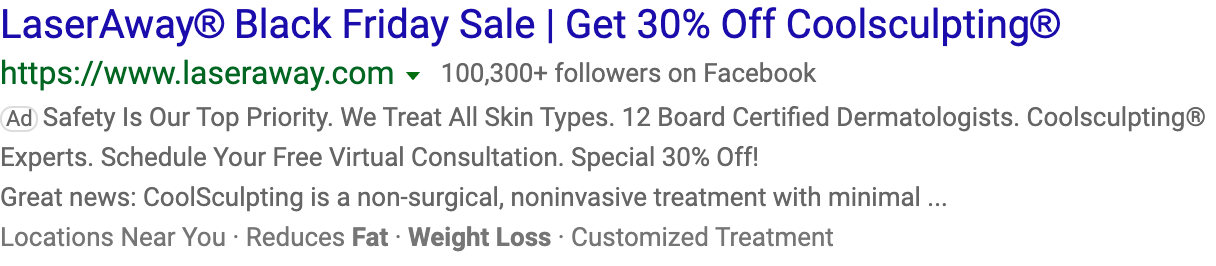 LaserAway® Black Friday Sale | Get 30% Off Coolsculpting®
https://www.laseraway.com 100,300+ followers on Facebook
Ad Safety Is Our Top Priority. We Treat All Skin Types. 12 Board Certified Dermatologists. Coolsculpting®
Experts. Schedule Your Free Virtual Consultation. Special 30% Off!
Great news: CoolSculpting is a non-surgical, noninvasive treatment with minimal ...
Locations Near You · Reduces Fat · Weight Loss · Customized Treatment